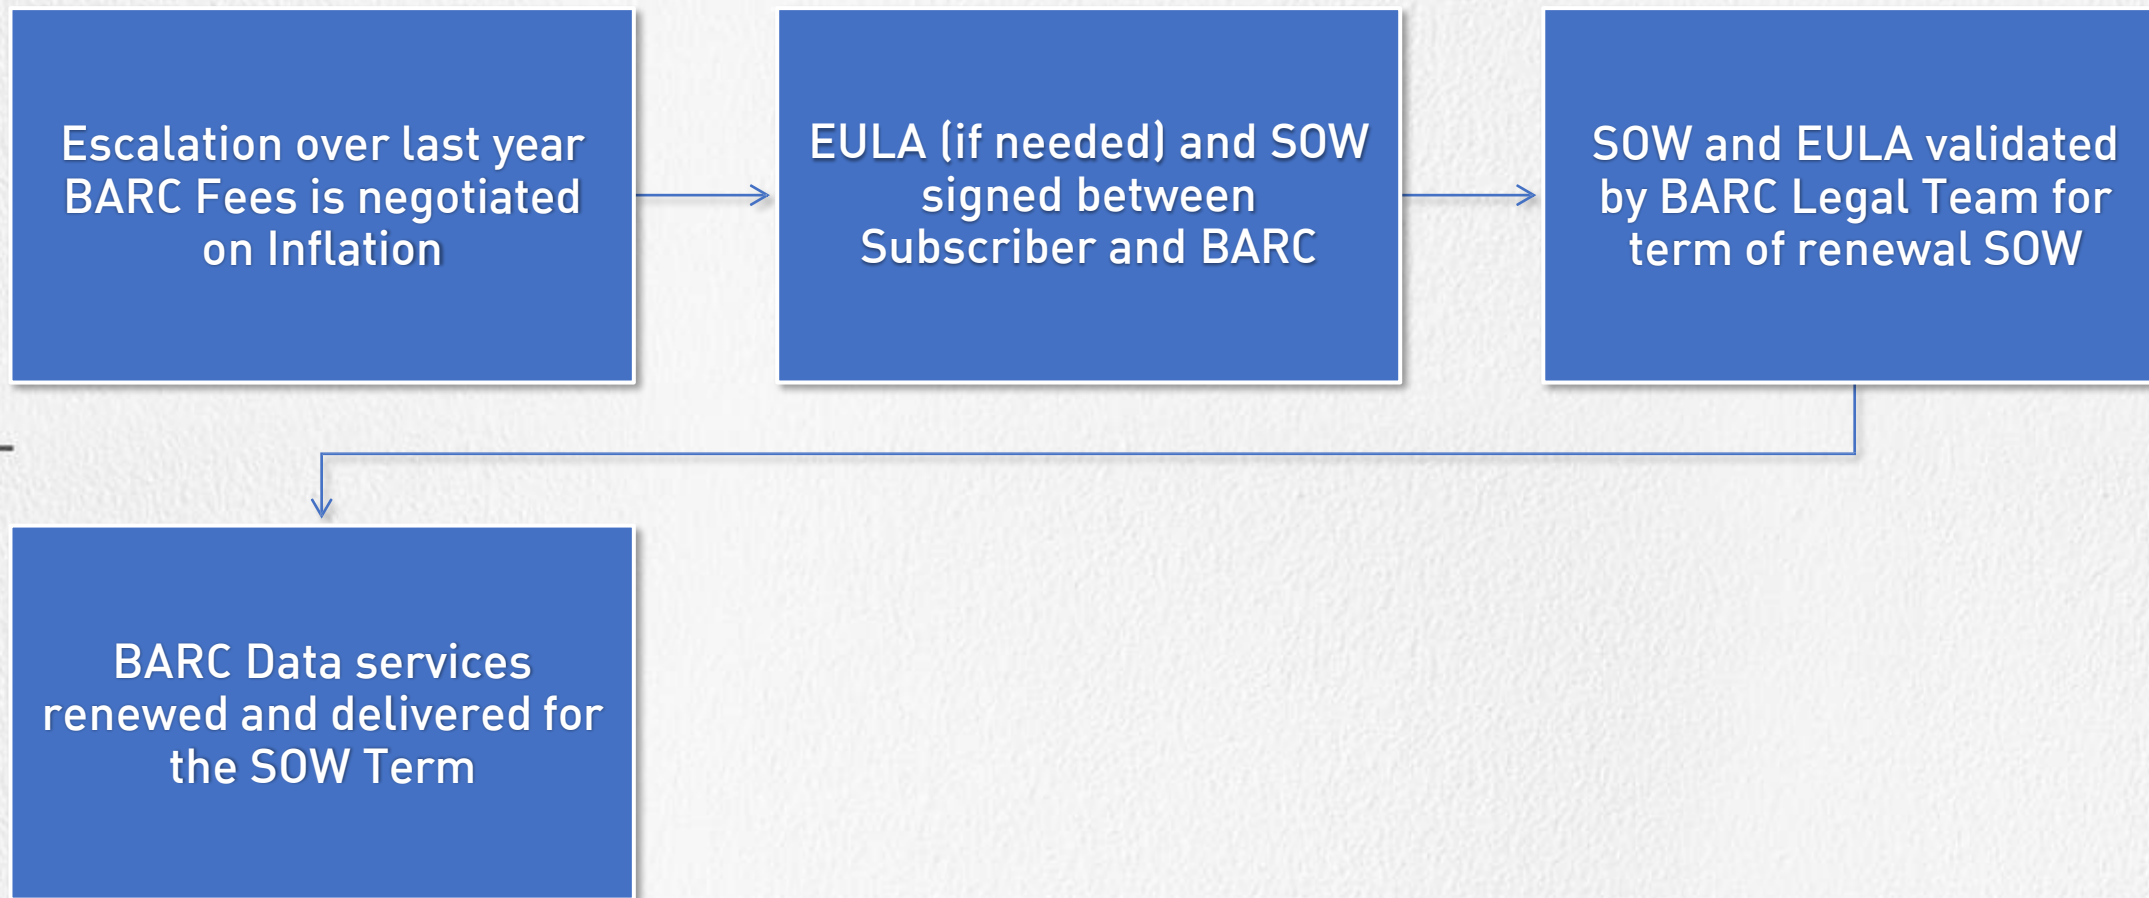 Escalation over last year
BARC Fees is negotiated
on Inflation
EULA (if needed) and SOW
signed between
Subscriber and BARC
SOW and EULA validated
by BARC Legal Team for
term of renewal SOW
BARC Data services
renewed and delivered for
the SOW Term